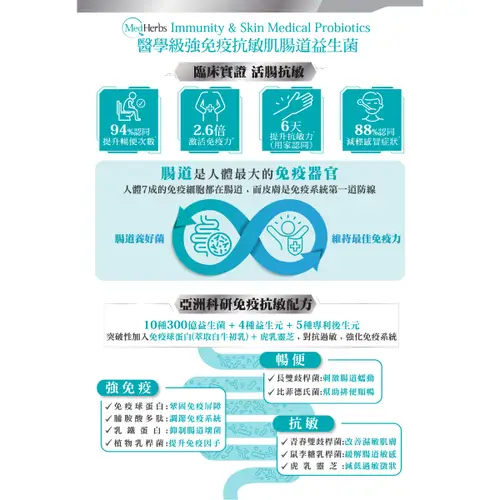 MedHerbs Immunity & Skin Medical Probiotics
醫學級強免疫抗敏肌腸道益生菌
臨床實證 活腸抗敏
94%認同
提升暢便次數
2.6倍
激活免疫力
6天
提升抗敏力
(用家認同)
88%認同
減輕感冒症狀
腸道是人體最大的免疫器官
人體7成的免疫細胞都在腸道，而皮膚是免疫系統第一道防線
腸道養好菌
維持最佳免疫力
亞洲科研免疫抗敏配方
10種300億益生菌 + 4種益生元 + 5種專利後生元
突破性加入免疫球蛋白(萃取自牛初乳) + 虎乳靈芝，對抗過敏，強化免疫系統
暢便
✓長雙歧桿菌:刺激腸道蠕動
✓比菲德氏菌:幫助排便順暢
強免疫
✓免疫球蛋白:鞏固免疫屏障
✓胺酸多肽:調節免疫系統
✓乳鐵蛋白:抑制腸道壞菌
✓植物乳桿菌:提升免疫因子
抗敏
✓青春雙歧桿菌:改善濕敏肌膚
✓鼠李糖乳桿菌:緩解腸道敏感
✓虎乳靈芝:減低過敏徵狀